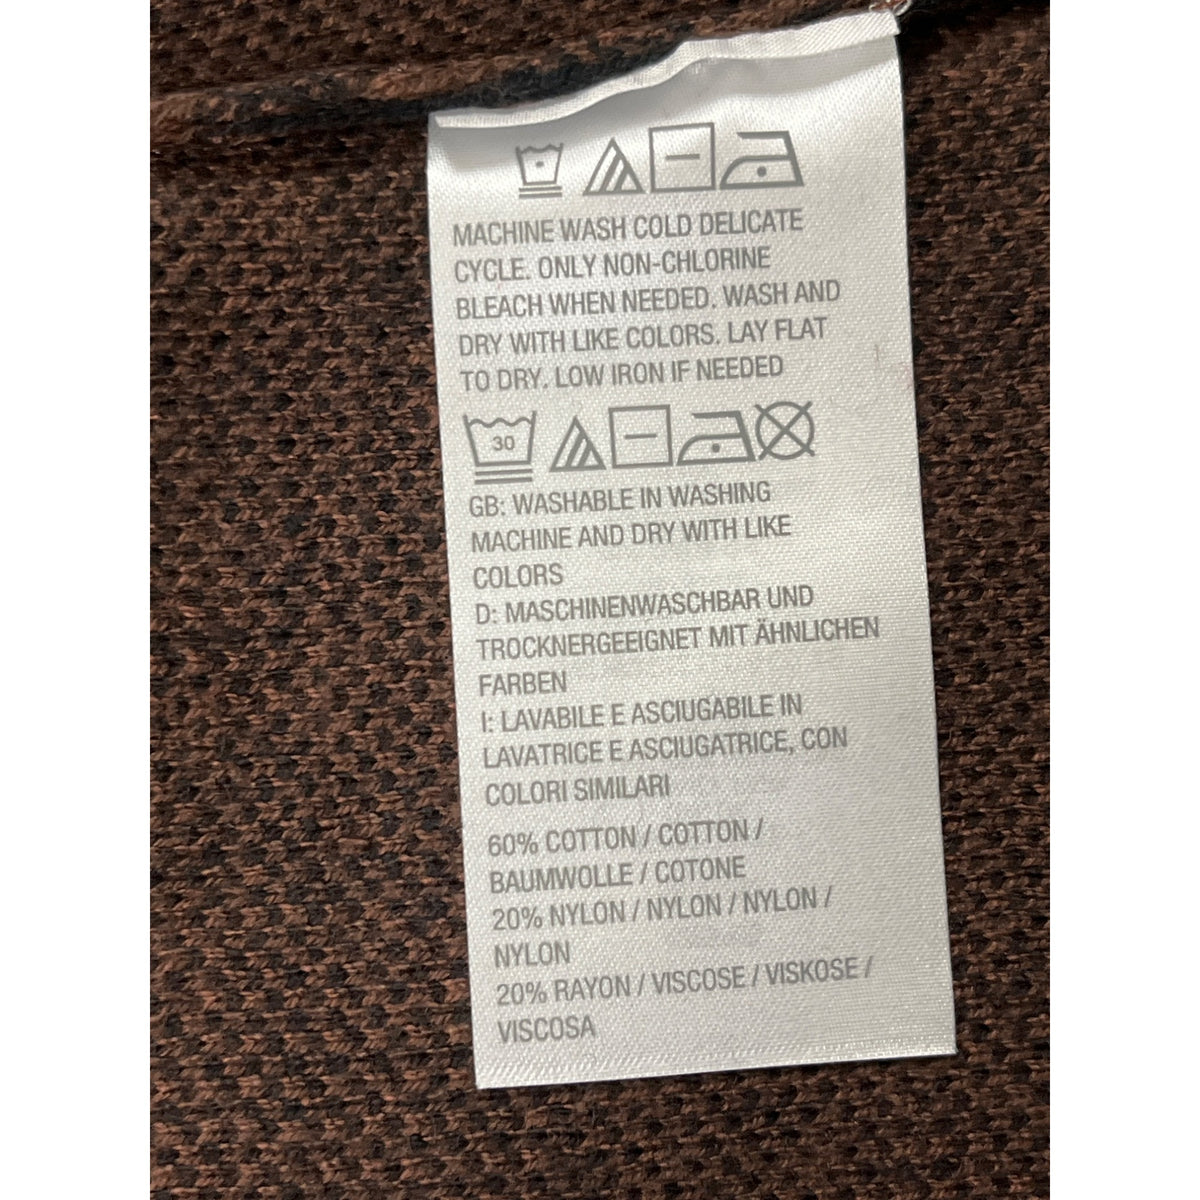 MACHINE WASH COLD DELICATE
CYCLE. ONLY NON-CHLORINE
BLEACH WHEN NEEDED. WASH AND
DRY WITH LIKE COLORS. LAY FLAT
TO DRY. LOW IRON IF NEEDED
30
GB: WASHABLE IN WASHING
MACHINE AND DRY WITH LIKE
COLORS
D: MASCHINENWASCHBAR UND
TROCKNERGEEIGNET MIT ÄHNLICHEN
FARBEN
I: LAVABILE E ASCIUGABILE IN
LAVATRICE E ASCIUGATRICE, CON
COLORI SIMILARI
60% COTTON / COTTON /
BAUMWOLLE / COTONE
20% NYLON / NYLON / NYLON /
NYLON
20% RAYON / VISCOSE / VISKOSE /
VISCOSA